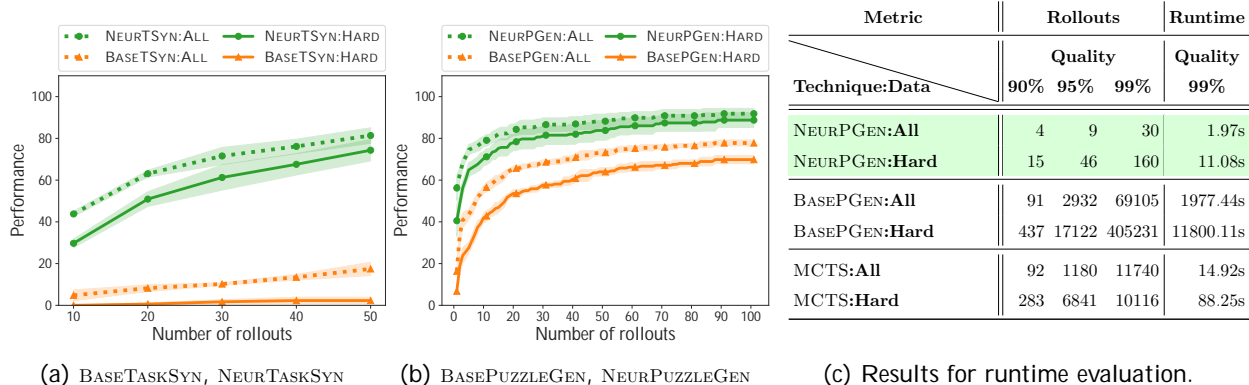 NEURTSYN:ALL NEURTSYN:HARD
BASETSYN:ALL BASETSYN:HARD
Performance
100
80
60
40
20
0
10 20 30 40 50
Number of rollouts
(a) BASETASKSYN, NEURTASKSYN
NEURPGEN:ALL NEURPGEN:HARD
BASEPGEN:ALL BASEPGEN:HARD
Performance
100
80
60
40
20
0
0 10 20 30 40 50 60 70 80 90 100
Number of rollouts
(b) BASEPUZZLEGEN, NEURPUZZLEGEN
Metric Rollouts Runtime
Quality Quality
Technique:Data 90% 95% 99% 99%
NEURPGEN:All 4 9 30 1.97s
NEURPGEN:Hard 15 46 160 11.08s
BASEPGEN:All 91 2932 69105 1977.44s
BASEPGEN:Hard 437 17122 405231 11800.11s
MCTS:All 92 1180 11740 14.92s
MCTS:Hard 283 6841 10116 88.25s
(c) Results for runtime evaluation.